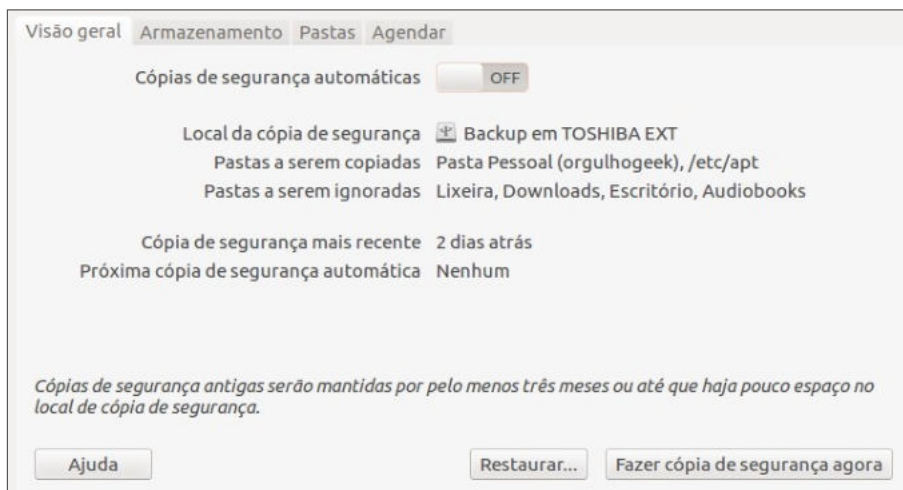 Visão geral Armazenamento Pastas Agendar
Cópias de segurança automáticas OFF
Local da cópia de segurança Backup em TOSHIBA EXT
Pastas a serem copiadas Pasta Pessoal (orgulhogeek), /etc/apt
Pastas a serem ignoradas Lixeira, Downloads, Escritório, Audiobooks
Cópia de segurança mais recente 2 dias atrás
Próxima cópia de segurança automática Nenhum
Cópias de segurança antigas serão mantidas por pelo menos três meses ou até que haja pouco espaço no
local de cópia de segurança.
Ajuda Restaurar... Fazer cópia de segurança agora